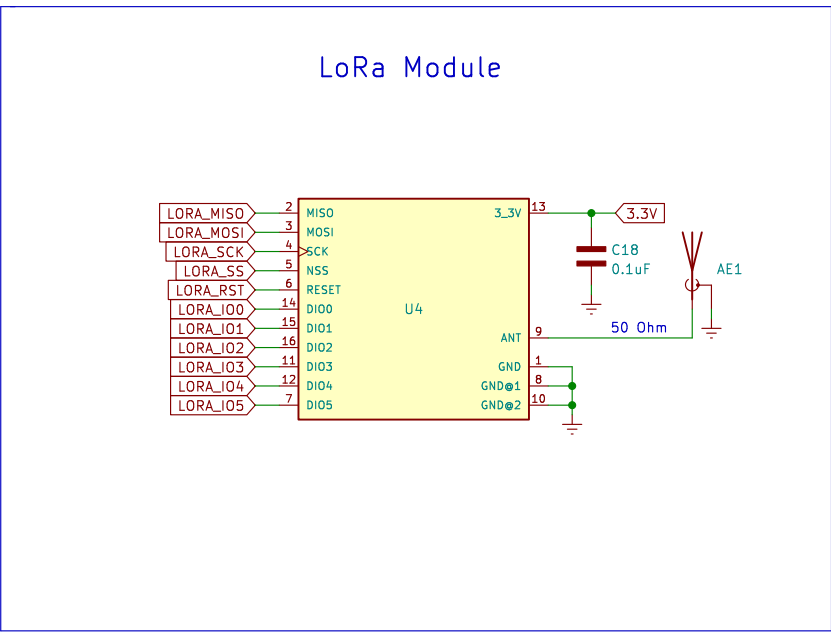 LoRa Module
LORA_MISO 2 MISO 3_3V 13 3.3V
LORA_MOSI 3 MOSI
LORA_SCK 4 SCK C18
LORA_SS 5 NSS 0.1uF AE1
LORA_RST 6 RESET
LORA_IO0 14 DIO0 U4
LORA_IO1 15 DIO1 50 Ohm
LORA_IO2 16 DIO2 ANT 9
LORA_IO3 11 DIO3 GND 1
LORA_IO4 12 DIO4 GND@1 8
LORA_IO5 7 DIO5 GND@2 10